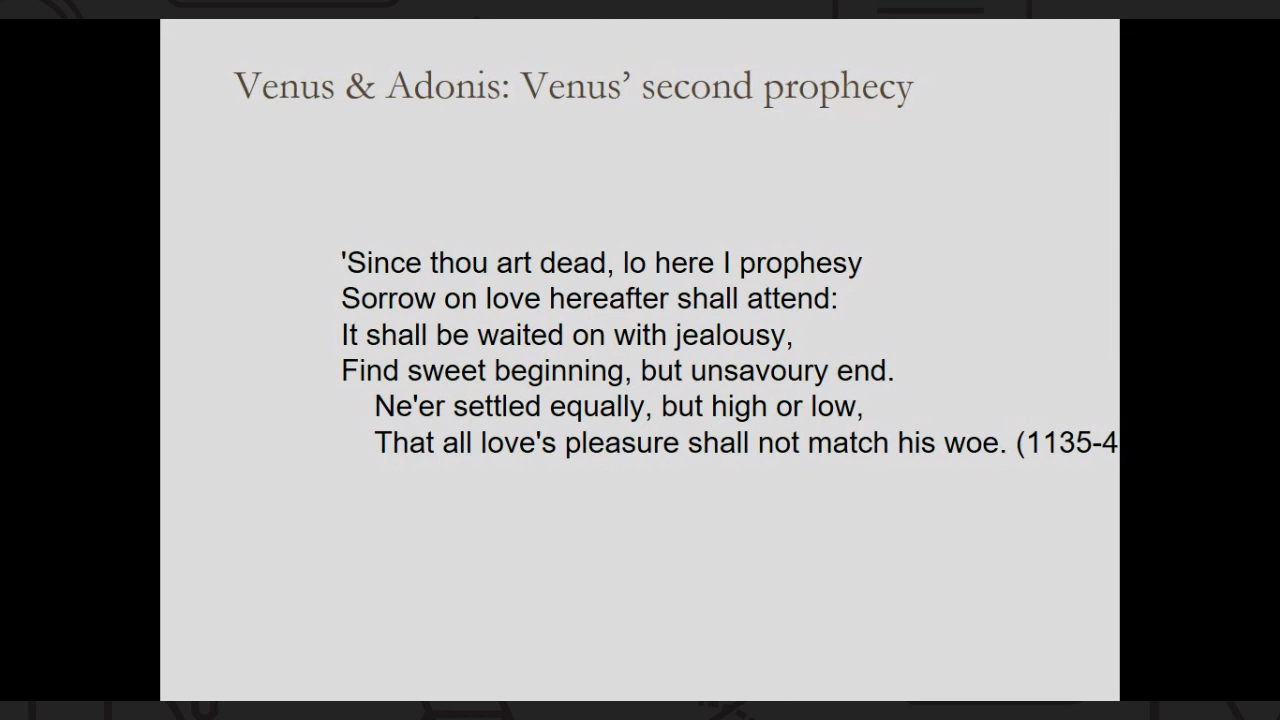 Venus & Adonis: Venus’ second prophecy
'Since thou art dead, lo here I prophesy
Sorrow on love hereafter shall attend:
It shall be waited on with jealousy,
Find sweet beginning, but unsavoury end.
Ne'er settled equally, but high or low,
That all love's pleasure shall not match his woe. (1135-4